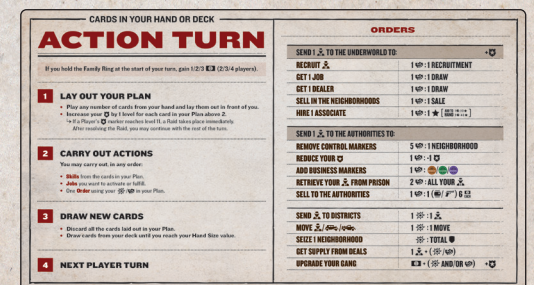 CARDS IN YOUR HAND OR DECK
ACTION TURN
If you hold the Family Ring at the start of your turn, gain 1/2/3 (2/3/4 players).
1 LAY OUT YOUR PLAN
• Play any number of cards from your hand and lay them out in front of you.
• Increase your by 1 level for each card in your Plan above 2.
↳ If a Player's marker reaches level 11, a Raid takes place immediately.
After resolving the Raid, you may continue with the rest of the turn.
2 CARRY OUT ACTIONS
You may carry out, in any order:
• Skills from the cards in your Plan.
• Jobs you want to activate or fulfill.
• One Order using your / in your Plan.
3 DRAW NEW CARDS
• Discard all the cards laid out in your Plan.
• Draw cards from your deck until you reach your Hand Size value.
4 NEXT PLAYER TURN
ORDERS
SEND 1 TO THE UNDERWORLD TO: +
RECRUIT 1 : 1 RECRUITMENT
GET 1 JOB 1 : 1 DRAW
GET 1 DEALER 1 : 1 DRAW
SELL IN THE NEIGHBORHOODS 1 : 1 SALE
HIRE 1 ASSOCIATE 1 : 1
SEND 1 TO THE AUTHORITIES TO:
REMOVE CONTROL MARKERS 5 : 1 NEIGHBORHOOD
REDUCE YOUR 1 : -1
ADD BUSINESS MARKERS 1 : / /
RETRIEVE YOUR FROM PRISON 2 : ALL YOUR
SELL TO THE AUTHORITIES 1 : 1 ( / ) 6
SEND TO DISTRICTS 1 : 1
MOVE / / 1 : 1 MOVE
SEIZE 1 NEIGHBORHOOD : TOTAL
GET SUPPLY FROM DEALS 1 + ( / )
UPGRADE YOUR GANG + ( AND/OR ) +